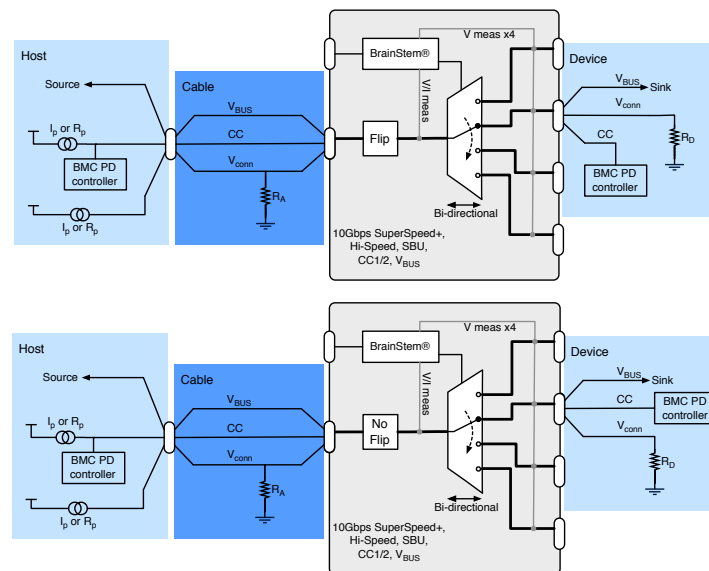 Host
Source
Ip or Rp
BMC PD
controller
Ip or Rp
Cable
VBUS
CC
Vconn
RA
BrainStem®
V meas x4
V/I meas
Flip
Bi-directional
10Gbps SuperSpeed+,
Hi-Speed, SBU,
CC1/2, VBUS
Device
VBUS
Sink
Vconn
CC
RD
BMC PD
controller
Host
Source
Ip or Rp
BMC PD
controller
Ip or Rp
Cable
VBUS
CC
Vconn
RA
BrainStem®
V meas x4
V/I meas
No
Flip
Bi-directional
10Gbps SuperSpeed+,
Hi-Speed, SBU,
CC1/2, VBUS
Device
VBUS
Sink
CC
BMC PD
controller
Vconn
RD